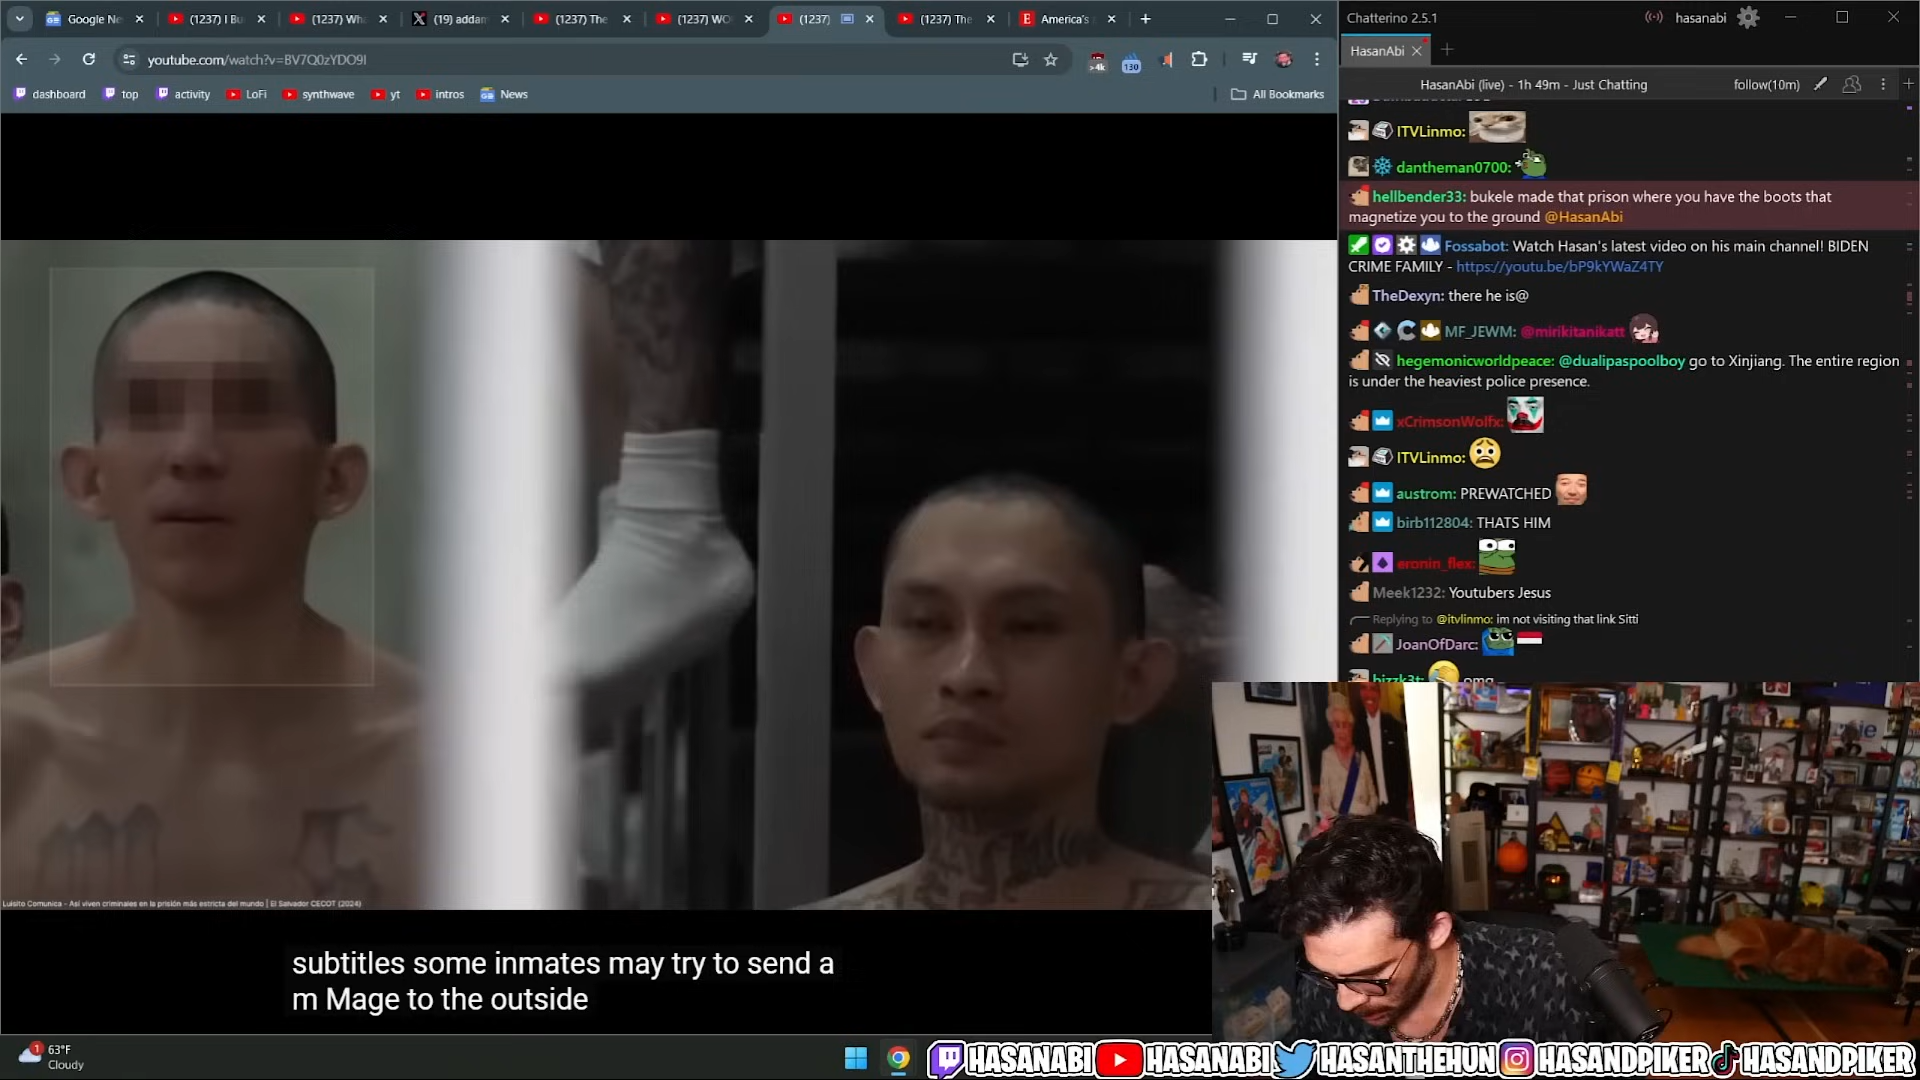 Google Ne
(1237) I Bu
(1237) Wh
(19) addam
(1237) The
(1237) WO
(1237)
(1237) The
America's
youtube.com/watch?v=BV7Q0zYDO9I
>4k
130
dashboard
top
activity
LoFi
synthwave
yt
intros
News
All Bookmarks
Luisito Comunica - Así viven criminales en la prisión más estricta del mundo | El Salvador CECOT (2024)
subtitles some inmates may try to send a
m Mage to the outside
Chatterino 2.5.1
hasanabi
HasanAbi
HasanAbi (live) - 1h 49m - Just Chatting
follow(10m)
ITVLinmo:
dantheman0700:
hellbender33: bukele made that prison where you have the boots that
magnetize you to the ground @HasanAbi
Fossabot: Watch Hasan's latest video on his main channel! BIDEN
CRIME FAMILY - https://youtu.be/bP9kYWaZ4TY
TheDexyn: there he is@
MF_JEWM: @mirikitanikatt
hegemonicworldpeace: @dualipaspoolboy go to Xinjiang. The entire region
is under the heaviest police presence.
xCrimsonWolfx:
ITVLinmo:
austrom: PREWATCHED
birb112804: THATS HIM
eronin_flex:
Meek1232: Youtubers Jesus
Replying to @itvlinmo: im not visiting that link Sitti
JoanOfDarc:
bizzk3t: omg
1
63°F
Cloudy
HASANABI
HASANABI
HASANTHEHUN
HASANDPIKER
HASANDPIKER